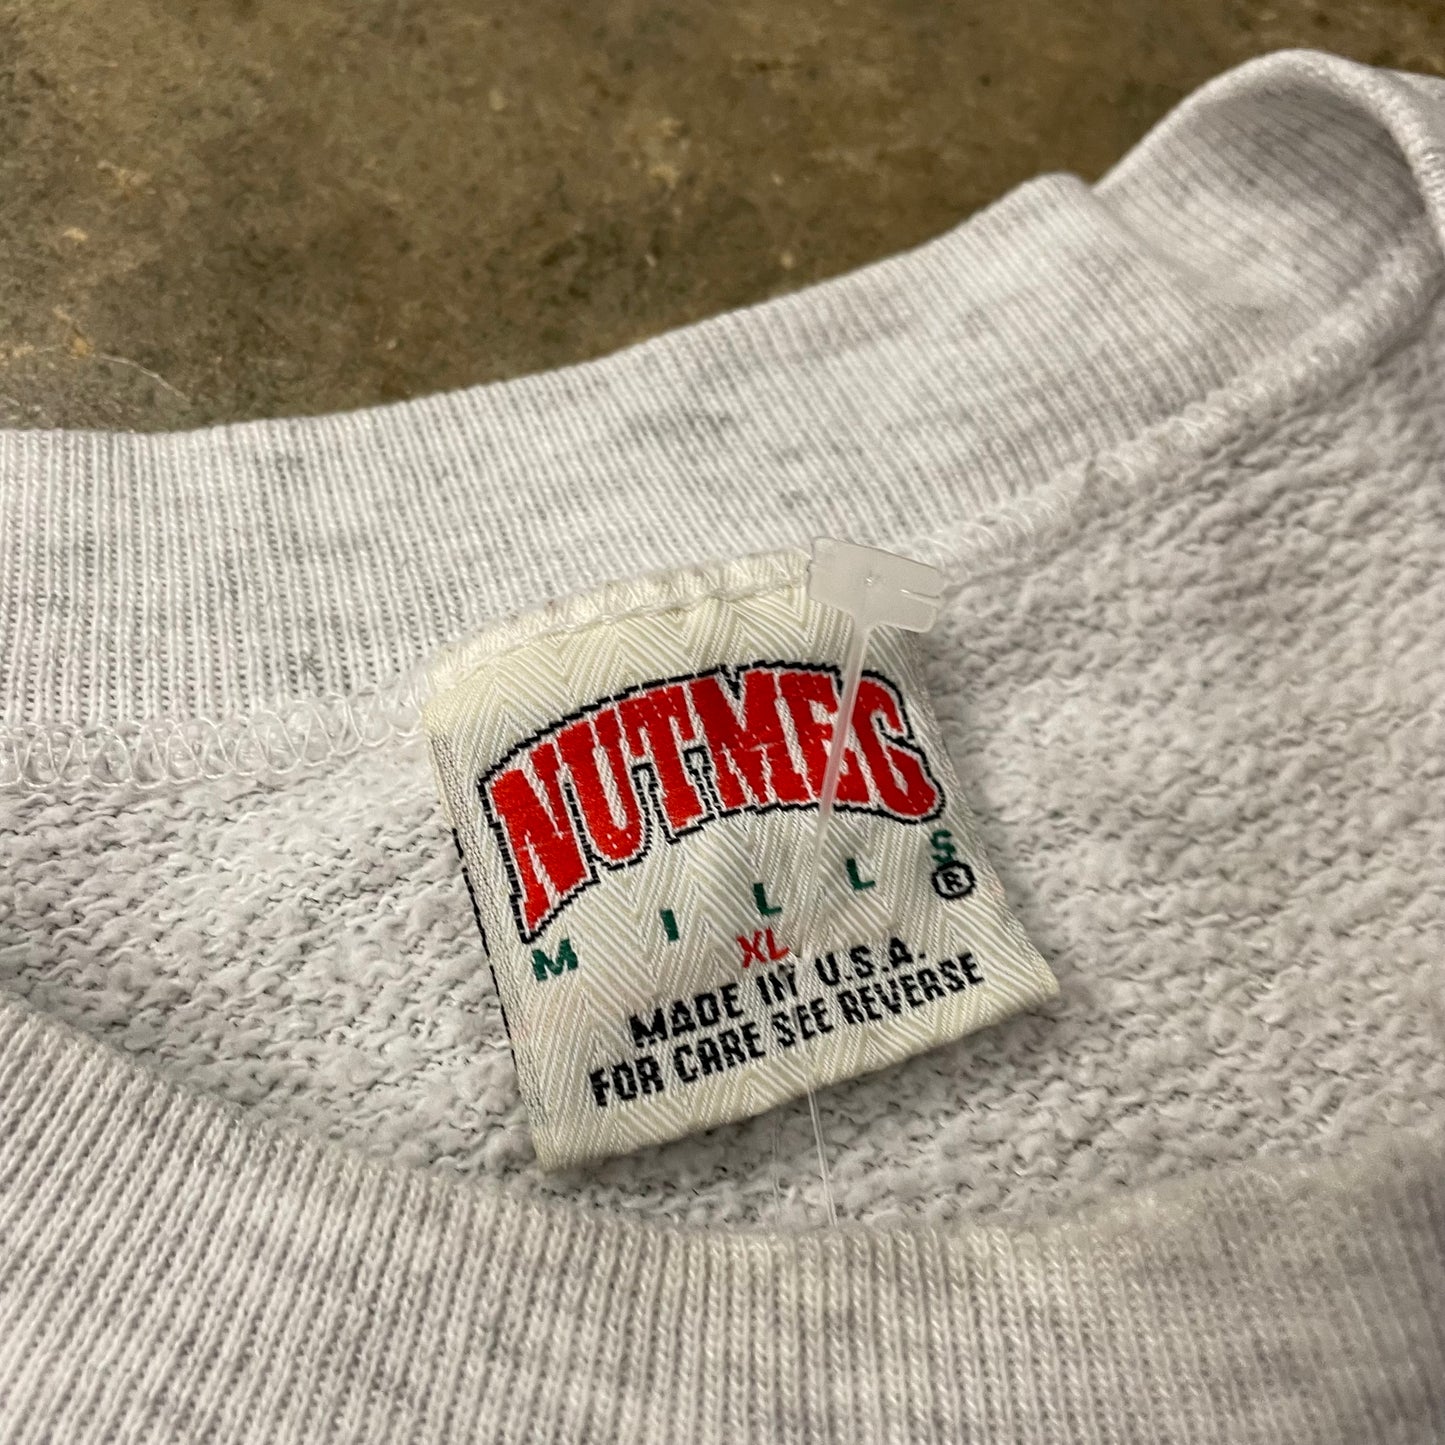 NUTMEG
MILLS®
XL
MADE IN U.S.A.
FOR CARE SEE REVERSE